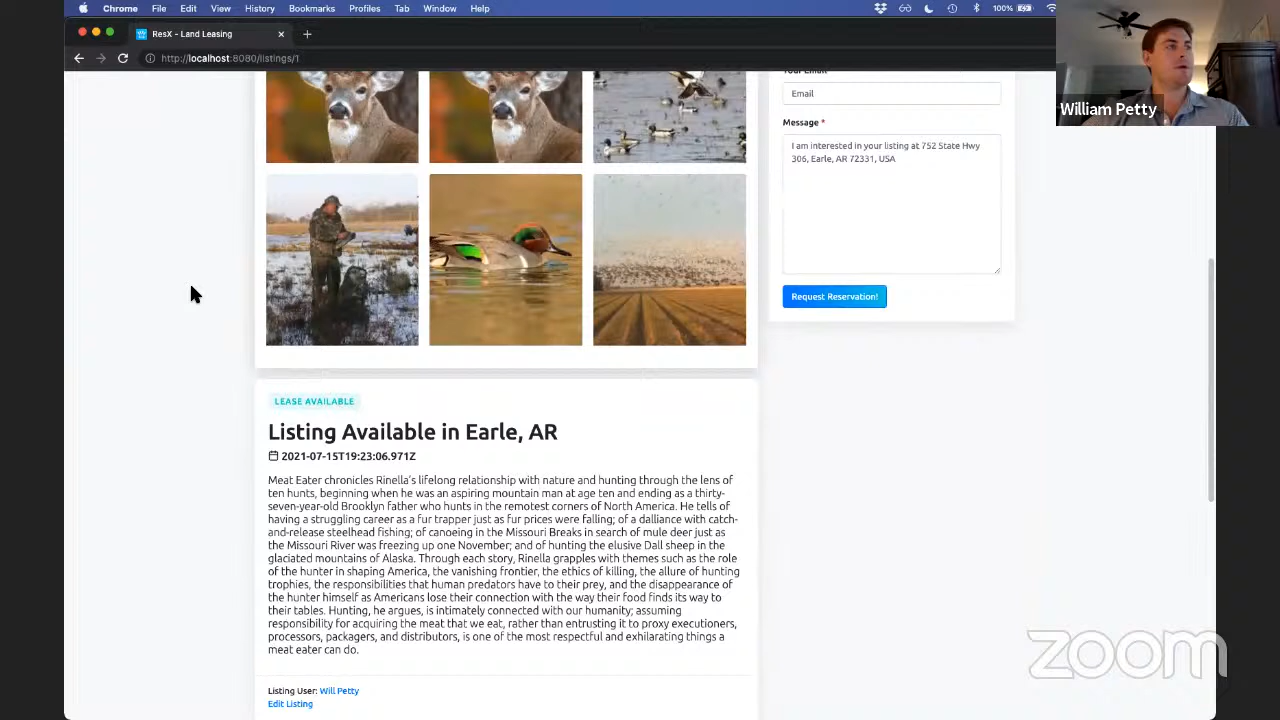 Chrome File Edit View History Bookmarks Profiles Tab Window Help 100%
ResX - Land Leasing
http://localhost:8080/listings/1
William Petty
Your Email
Email
Message *
I am interested in your listing at 752 State Hwy
306, Earle, AR 72331, USA
Request Reservation!
LEASE AVAILABLE
Listing Available in Earle, AR
2021-07-15T19:23:06.971Z
Meat Eater chronicles Rinella's lifelong relationship with nature and hunting through the lens of
ten hunts, beginning when he was an aspiring mountain man at age ten and ending as a thirty-
seven-year-old Brooklyn father who hunts in the remotest corners of North America. He tells of
having a struggling career as a fur trapper just as fur prices were falling; of a dalliance with catch-
and-release steelhead fishing; of canoeing in the Missouri Breaks in search of mule deer just as
the Missouri River was freezing up one November; and of hunting the elusive Dall sheep in the
glaciated mountains of Alaska. Through each story, Rinella grapples with themes such as the role
of the hunter in shaping America, the vanishing frontier, the ethics of killing, the allure of hunting
trophies, the responsibilities that human predators have to their prey, and the disappearance of
the hunter himself as Americans lose their connection with the way their food finds its way to
their tables. Hunting, he argues, is intimately connected with our humanity; assuming
responsibility for acquiring the meat that we eat, rather than entrusting it to proxy executioners,
processors, packagers, and distributors, is one of the most respectful and exhilarating things a
meat eater can do.
Listing User: Will Petty
Edit Listing
zoom